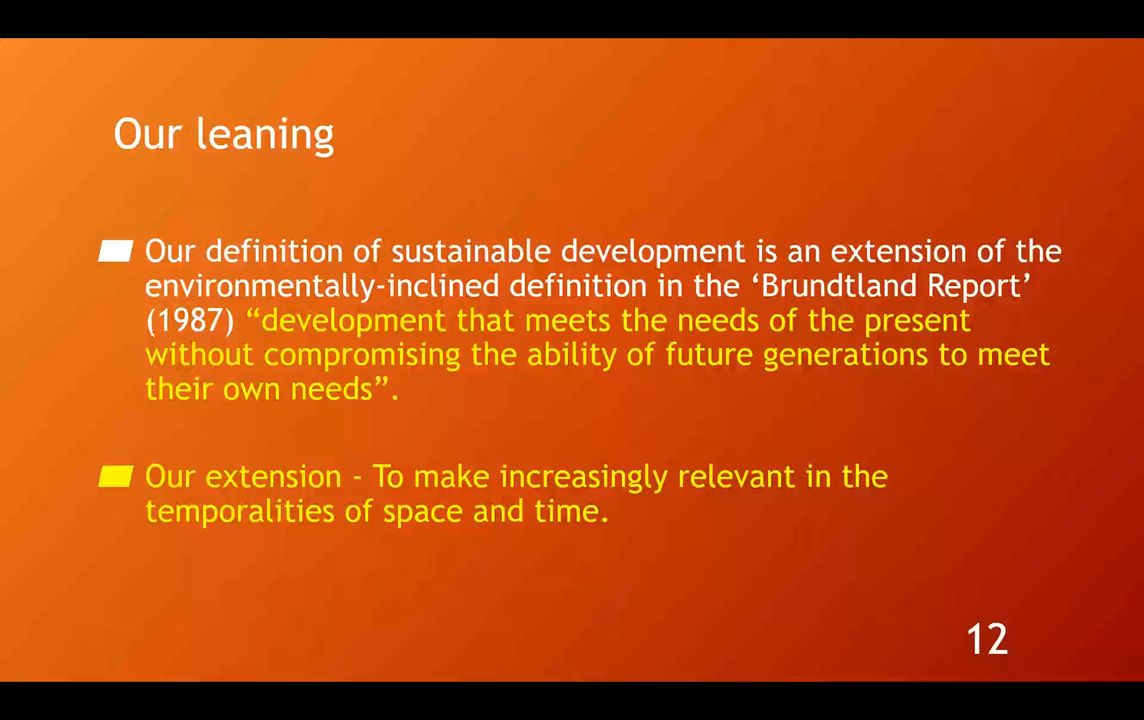 Our leaning
Our definition of sustainable development is an extension of the
environmentally-inclined definition in the ‘Brundtland Report’
(1987) “development that meets the needs of the present
without compromising the ability of future generations to meet
their own needs”.
Our extension - To make increasingly relevant in the
temporalities of space and time.
12